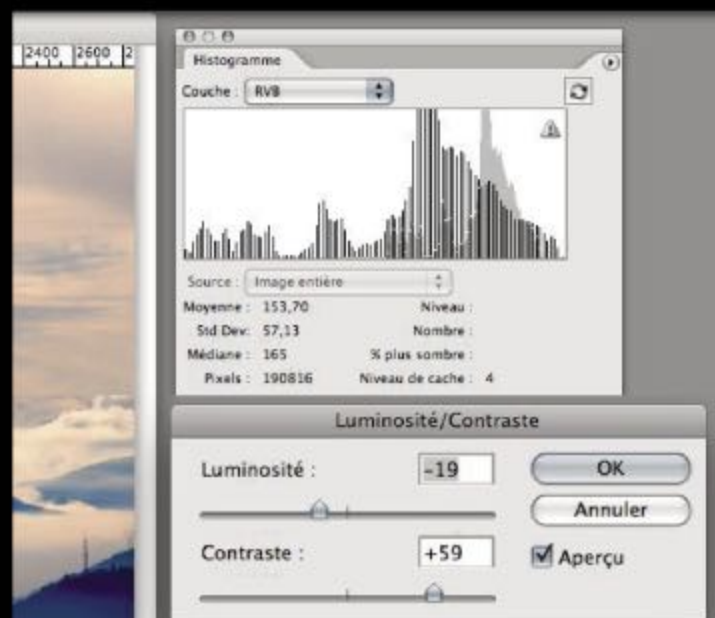 2400 2600 2
Histogramme
Couche : RVB
Source : Image entière
Moyenne : 153,70 Niveau :
Std Dev: 57,13 Nombre :
Médiane : 165 % plus sombre :
Pixels : 190816 Niveau de cache : 4
Luminosité/Contraste
Luminosité : -19 OK
Annuler
Contraste : +59 Aperçu